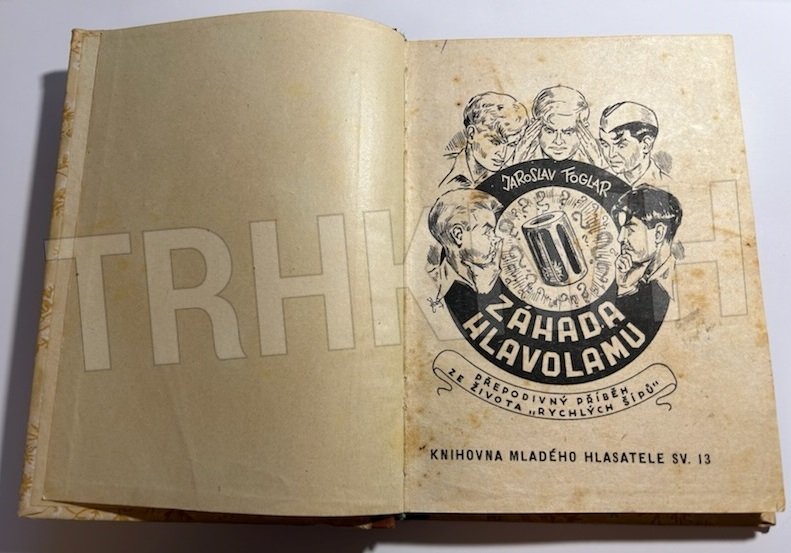 JAROSLAV FOGLAR
ZÁHADA
HLAVOLAMU
PŘEPODIVNÝ PŘÍBĚH
ZE ŽIVOTA „RYCHLÝCH ŠÍPŮ"
KNIHOVNA MLADÉHO HLASATELE SV. 13